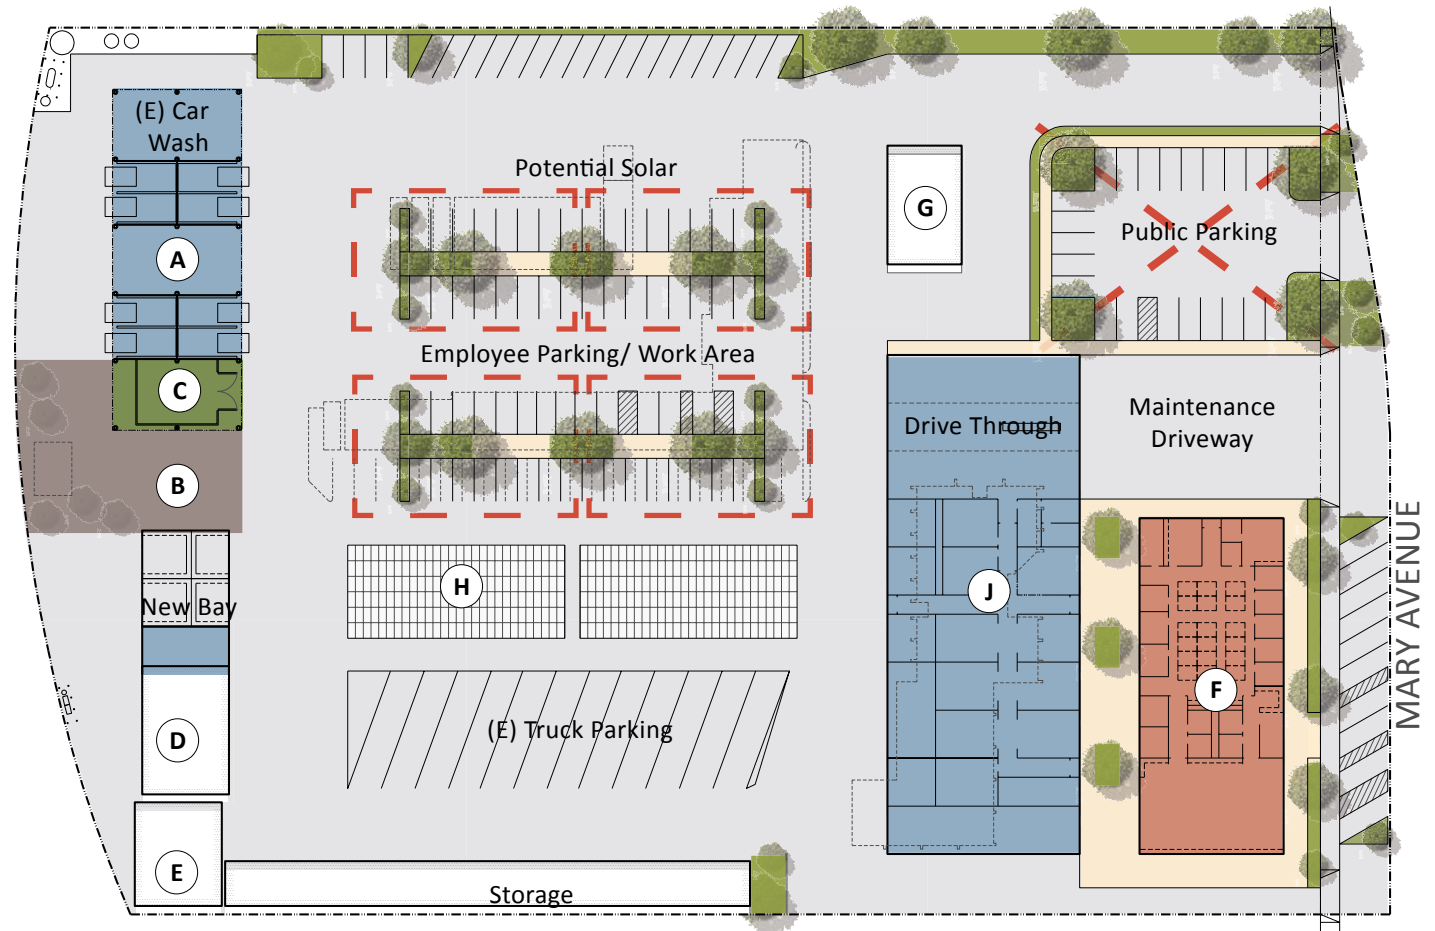 (E) Car
Wash
Potential Solar
G
Public Parking
A
Employee Parking/ Work Area
C
Drive Through
Maintenance
Driveway
B
MARY AVENUE
H
J
New Bay
F
(E) Truck Parking
D
E
Storage